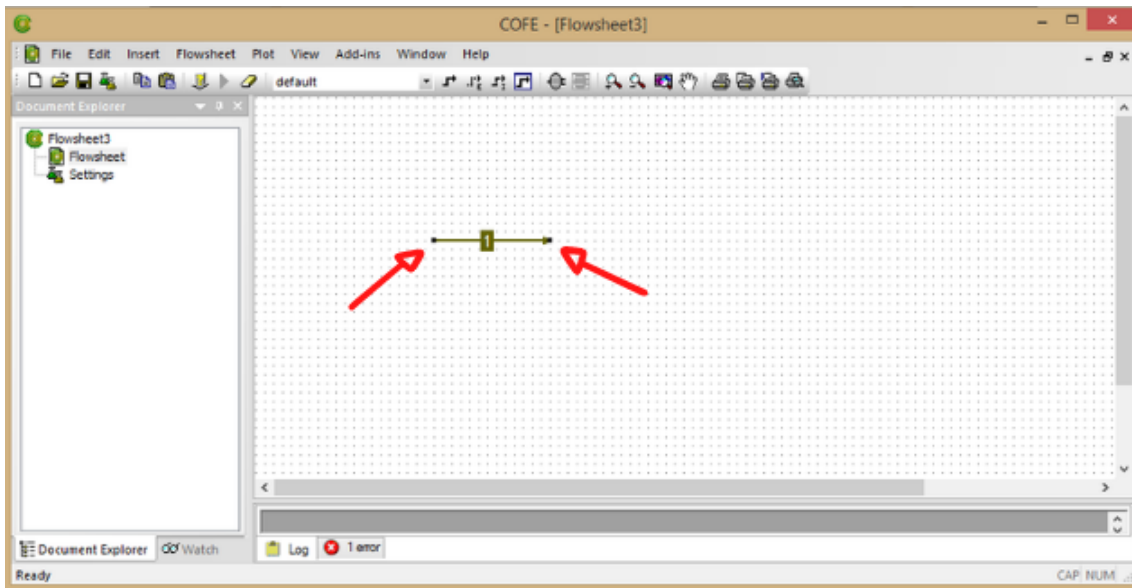 COFE - [Flowsheet3]
File Edit Insert Flowsheet Plot View Add-ins Window Help
default
Document Explorer
Flowsheet3
Flowsheet
Settings
1
Document Explorer Watch
Log 1 error
Ready
CAP NUM